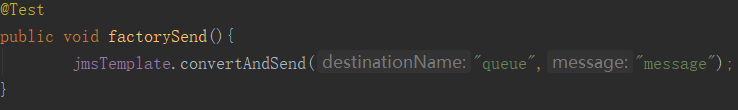 @Test
public void factorySend(){
jmsTemplate.convertAndSend( destinationName: "queue", message: "message");
}